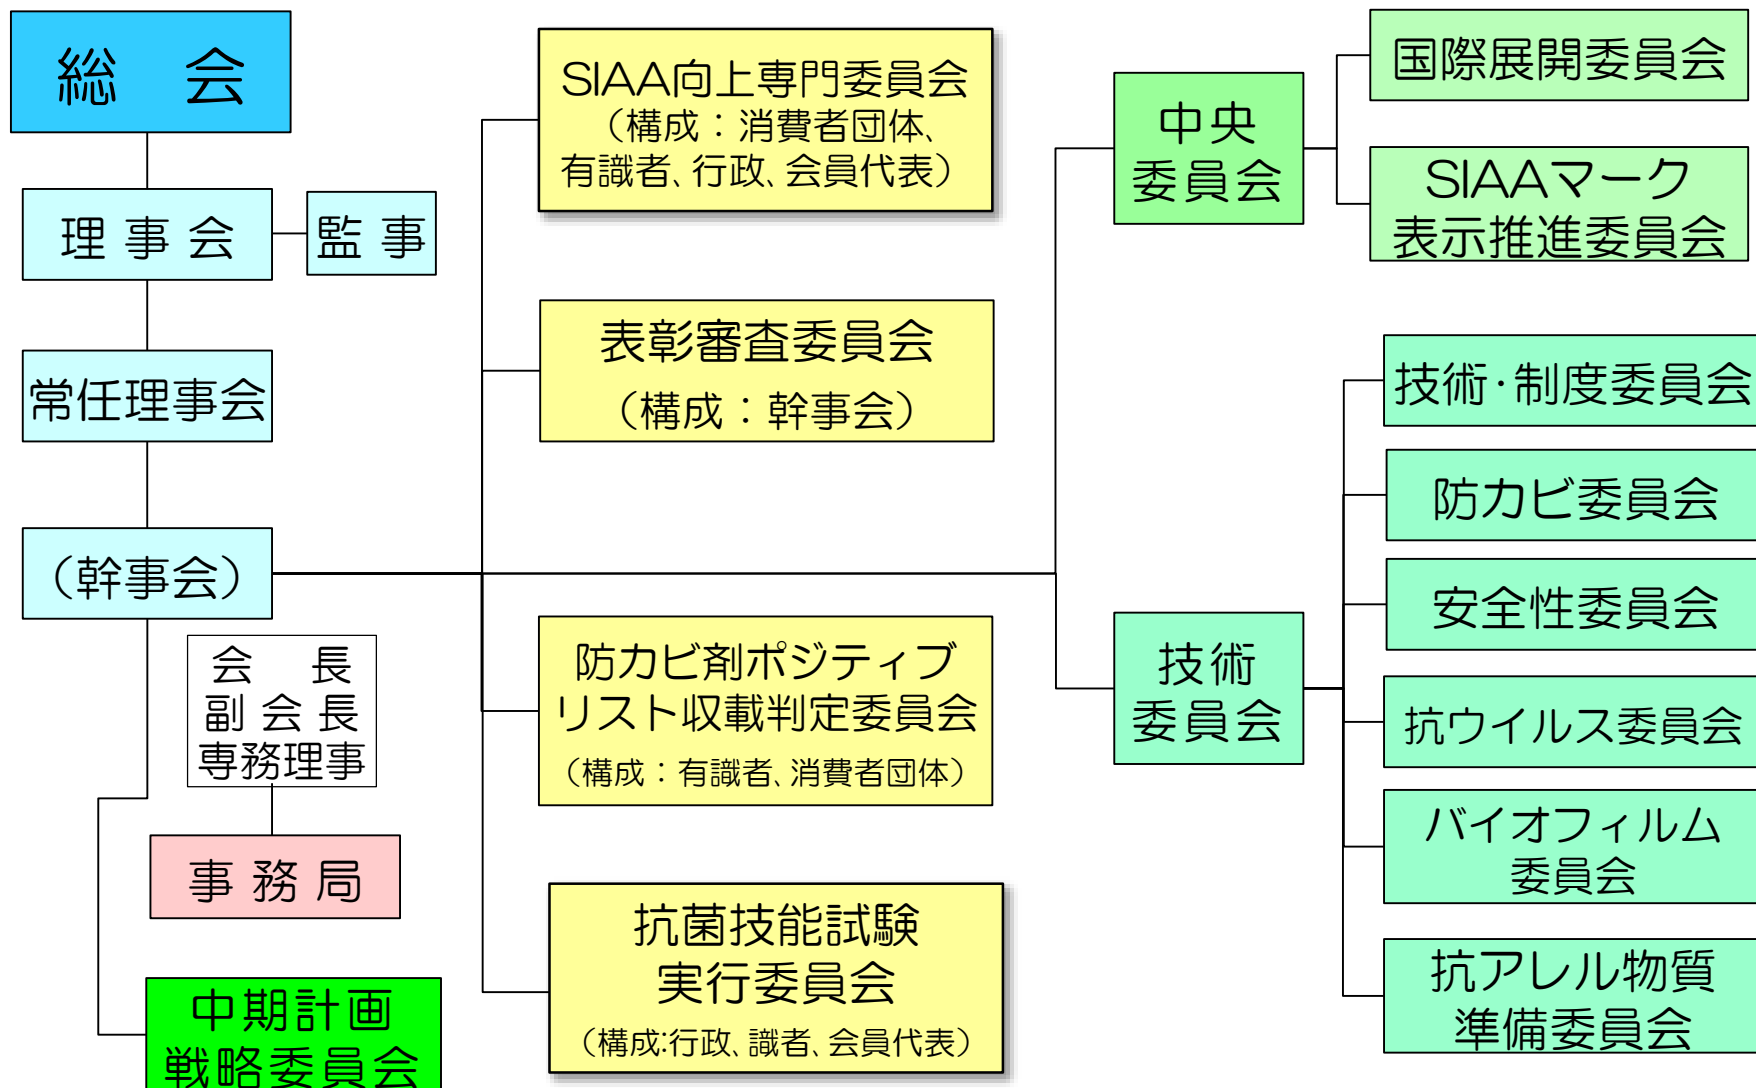 総　会
理 事 会
監 事
常任理事会
（幹事会）
会　長
副 会 長
専務理事
事 務 局
中期計画
戦略委員会
SIAA向上専門委員会
（構成：消費者団体、
有識者、行政、会員代表）
表彰審査委員会
（構成：幹事会）
防カビ剤ポジティブ
リスト収載判定委員会
（構成：有識者、消費者団体）
抗菌技能試験
実行委員会
（構成:行政、識者、会員代表）
中央
委員会
国際展開委員会
SIAAマーク
表示推進委員会
技術
委員会
技術・制度委員会
防カビ委員会
安全性委員会
抗ウイルス委員会
バイオフィルム
委員会
抗アレル物質
準備委員会